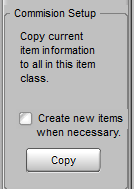 Commision Setup
Copy current
item information
to all in this item
class.
Create new items
when necessary.
Copy